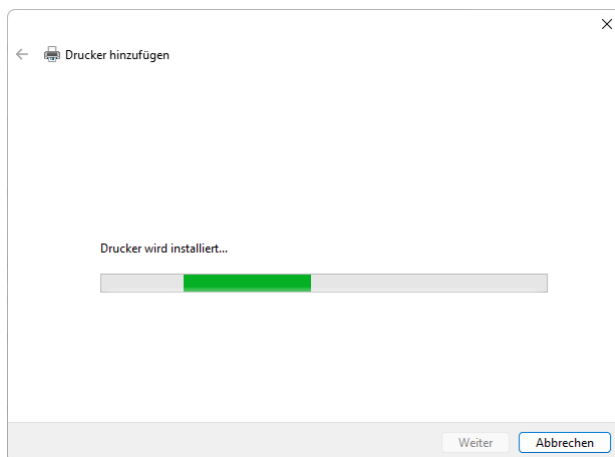 Drucker hinzufügen
Drucker wird installiert...
Weiter
Abbrechen